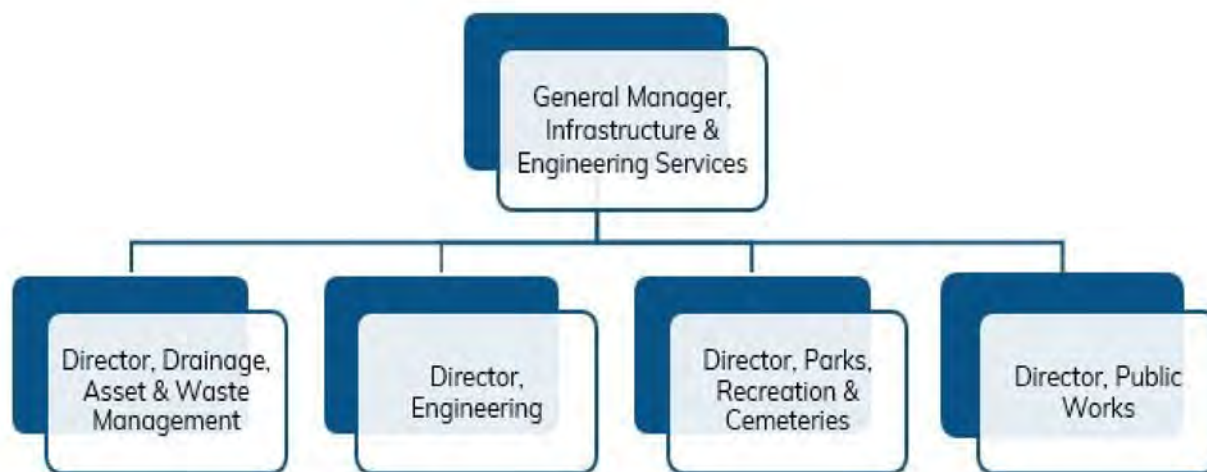 General Manager,
Infrastructure &
Engineering Services
Director, Drainage,
Asset & Waste
Management
Director,
Engineering
Director, Parks,
Recreation &
Cemeteries
Director, Public
Works